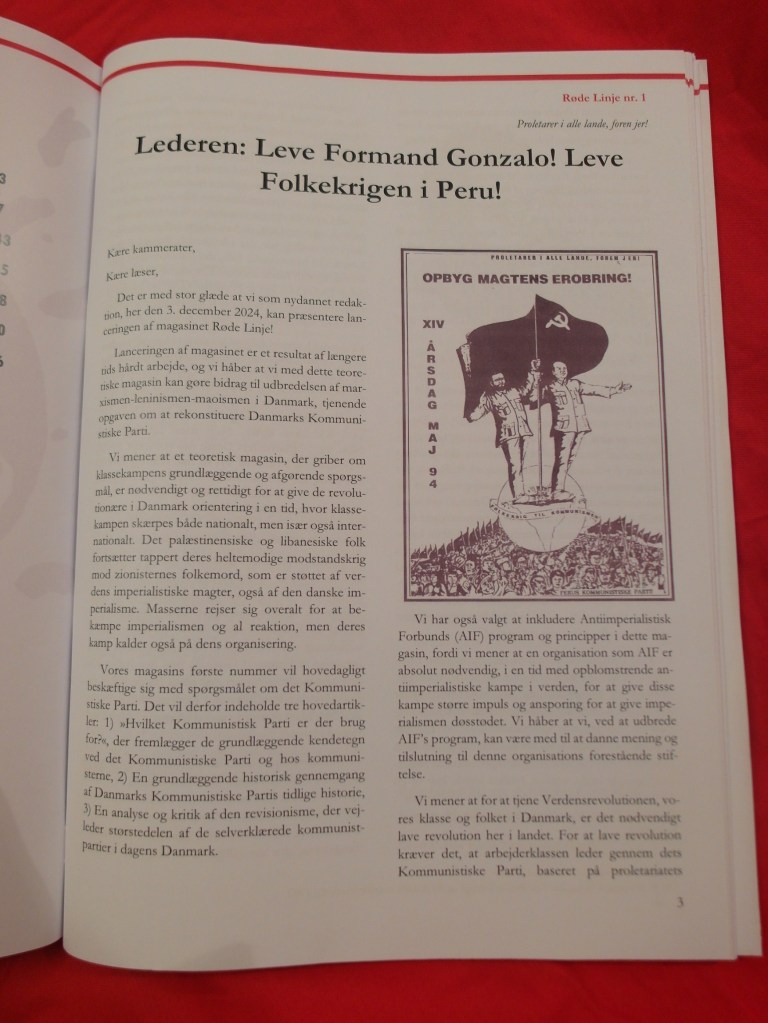 3
7
13
5
8
0
6
Røde Linje nr. 1
Proletarer i alle lande, foren jer!
Lederen: Leve Formand Gonzalo! Leve
Folkekrigen i Peru!
Kære kammerater,
Kære læser,
Det er med stor glæde at vi som nydannet redak-
tion, her den 3. december 2024, kan præsentere lan-
ceringen af magasinet Røde Linje!
Lanceringen af magasinet er et resultat af længere
tids hårdt arbejde, og vi håber at vi med dette teore-
tiske magasin kan gøre bidrag til udbredelsen af mar-
xismen-leninismen-maoismen i Danmark, tjenende
opgaven om at rekonstituere Danmarks Kommuni-
stiske Parti.
Vi mener at et teoretisk magasin, der griber om
klassekampens grundlæggende og afgørende spørgs-
mål, er nødvendigt og rettidigt for at give de revolu-
tionære i Danmark orientering i en tid, hvor klasse-
kampen skærpes både nationalt, men især også inter-
nationalt. Det palæstinensiske og libanesiske folk
fortsætter tappert deres heltemodige modstandskrig
mod zionisternes folkemord, som er støttet af ver-
dens imperialistiske magter, også af den danske im-
perialisme. Masserne rejser sig overalt for at be-
kæmpe imperialismen og al reaktion, men deres
kamp kalder også på dens organisering.
Vores magasins første nummer vil hovedagligt
beskæftige sig med spørgsmålet om det Kommuni-
stiske Parti. Det vil derfor indeholde tre hovedartik-
ler: 1) »Hvilket Kommunistisk Parti er der brug
for?«, der fremlægger de grundlæggende kendetegn
ved det Kommunistiske Parti og hos kommuni-
sterne, 2) En grundlæggende historisk gennemgang
af Danmarks Kommunistiske Partis tidlige historie,
3) En analyse og kritik af den revisionisme, der vej-
leder størstedelen af de selverklærede kommunist-
partier i dagens Danmark.
PROLETARER I ALLE LANDE, FOREN JER!
OPBYG MAGTENS EROBRING!
XIV
ÅRSDAG
MAJ
94
TIL KOMMUNISMEN
PERUS KOMMUNISTISKE PARTI
Vi har også valgt at inkludere Antiimperialistisk
Forbunds (AIF) program og principper i dette ma-
gasin, fordi vi mener at en organisation som AIF er
absolut nødvendig, i en tid med opblomstrende an-
tiimperialistiske kampe i verden, for at give disse
kampe større impuls og ansporing for at give impe-
rialismen døsstødet. Vi håber at vi, ved at udbrede
AIF's program, kan være med til at danne mening og
tilslutning til denne organisations forestående stif-
telse.
Vi mener at for at tjene Verdensrevolutionen, vo-
res klasse og folket i Danmark, er det nødvendigt
lave revolution her i landet. For at lave revolution
kræver det, at arbejderklassen leder gennem dets
Kommunistiske Parti, baseret på proletariatets
3